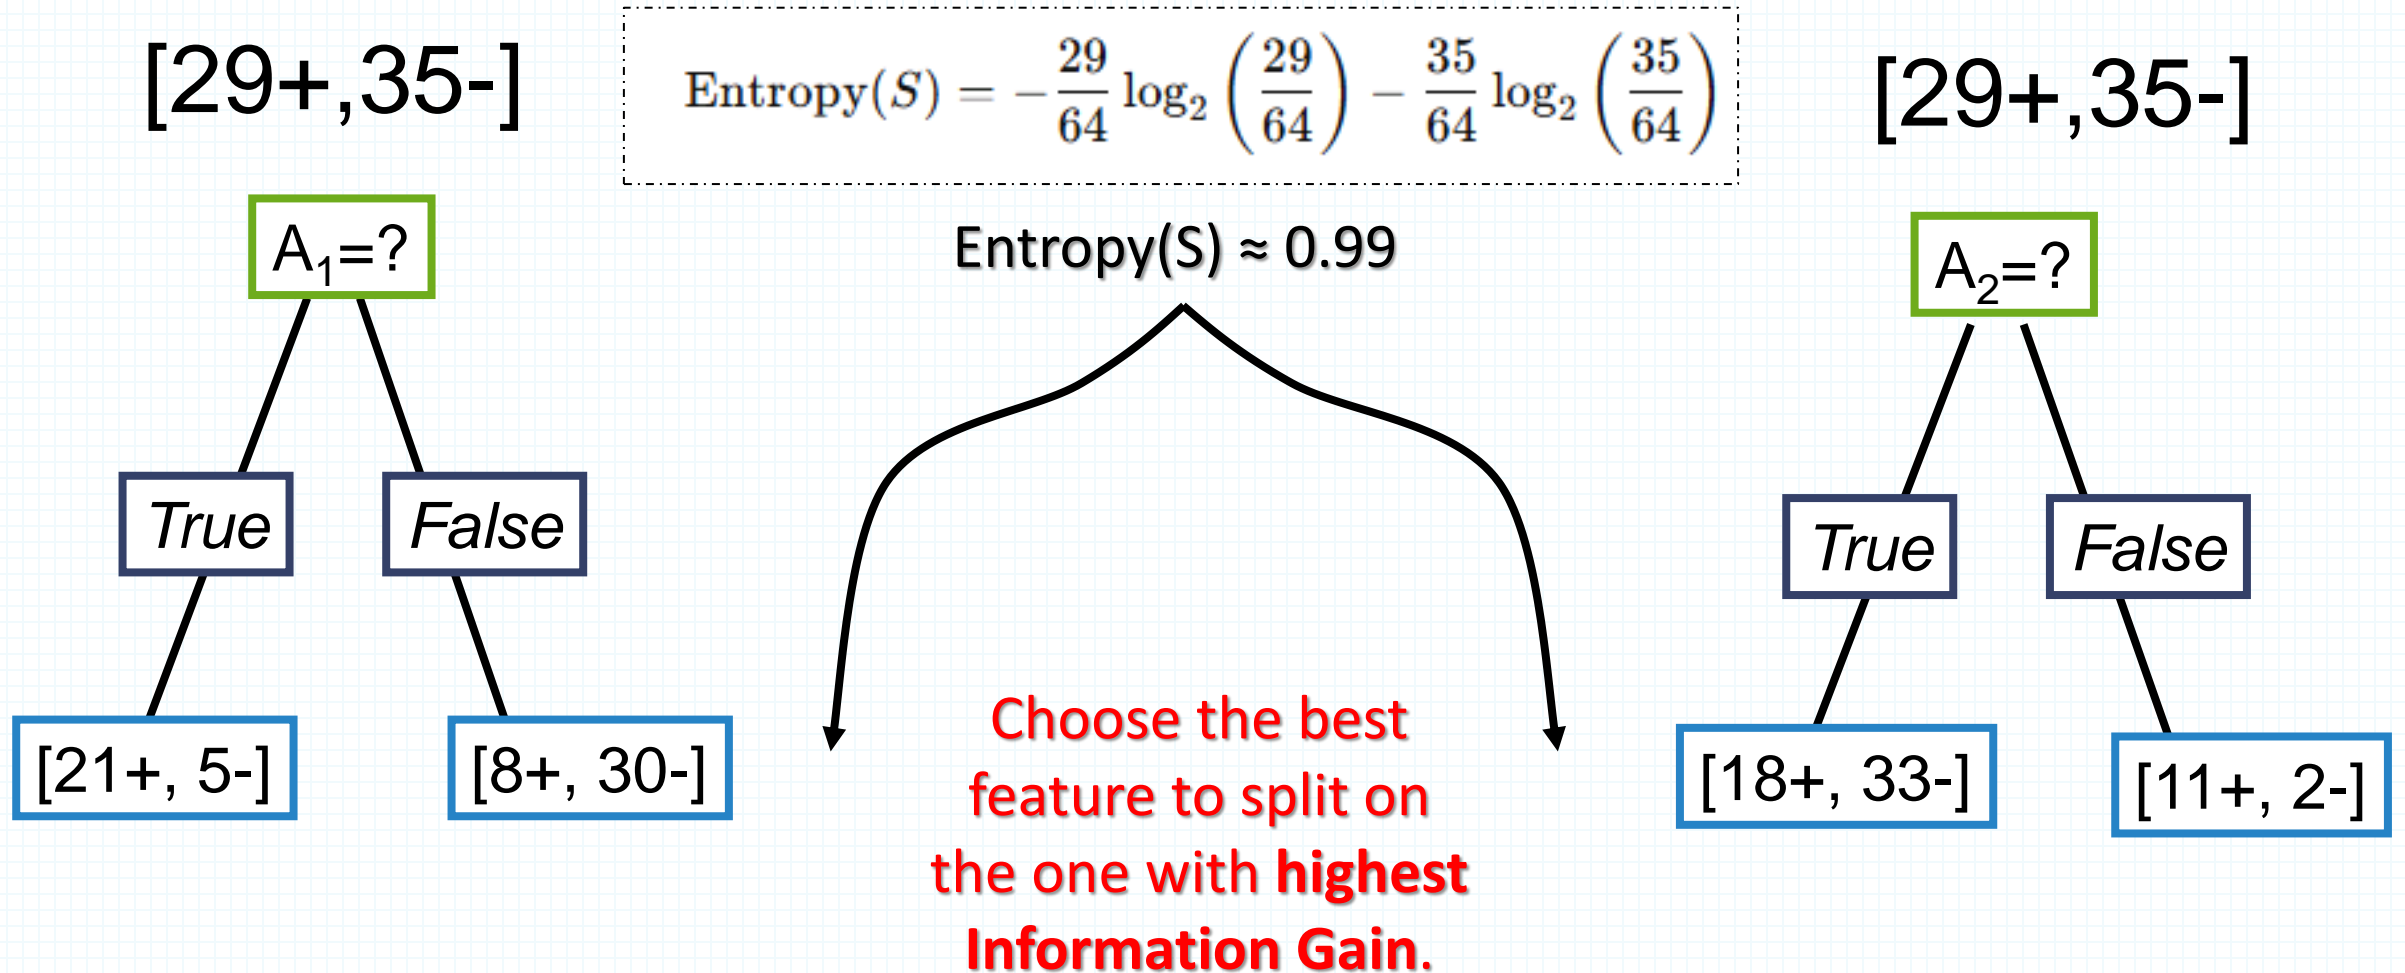 [29+,35-]
Entropy(S) = −29/64 log₂(29/64) − 35/64 log₂(35/64)
[29+,35-]
A₁=?
Entropy(S) ≈ 0.99
A₂=?
True
False
True
False
[21+, 5-]
[8+, 30-]
Choose the best
feature to split on
the one with highest
Information Gain.
[18+, 33-]
[11+, 2-]